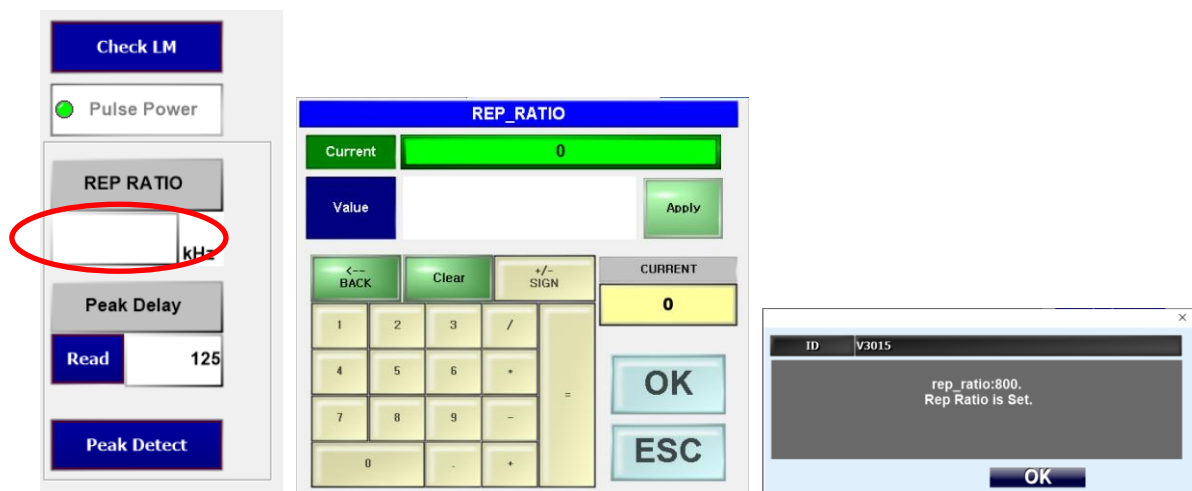 Check LM
Pulse Power
REP RATIO
kHz
Peak Delay
Read 125
Peak Detect
REP_RATIO
Current 0
Value Apply
<-- BACK Clear +/- SIGN
CURRENT
0
1 2 3 /
4 5 6 *
7 8 9 -
=
0 . +
OK
ESC
×
ID V3015
rep_ratio:800.
Rep Ratio is Set.
OK